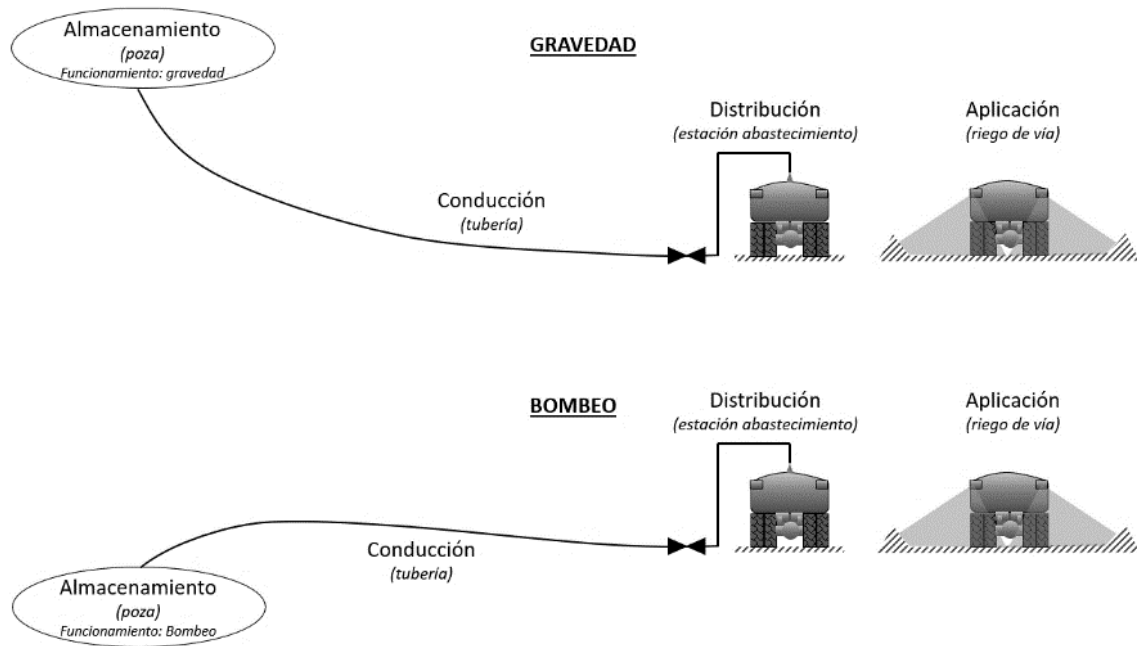 Almacenamiento
(poza)
Funcionamiento: gravedad
GRAVEDAD
Distribución
(estación abastecimiento)
Aplicación
(riego de vía)
Conducción
(tubería)
BOMBEO
Distribución
(estación abastecimiento)
Aplicación
(riego de vía)
Conducción
(tubería)
Almacenamiento
(poza)
Funcionamiento: Bombeo